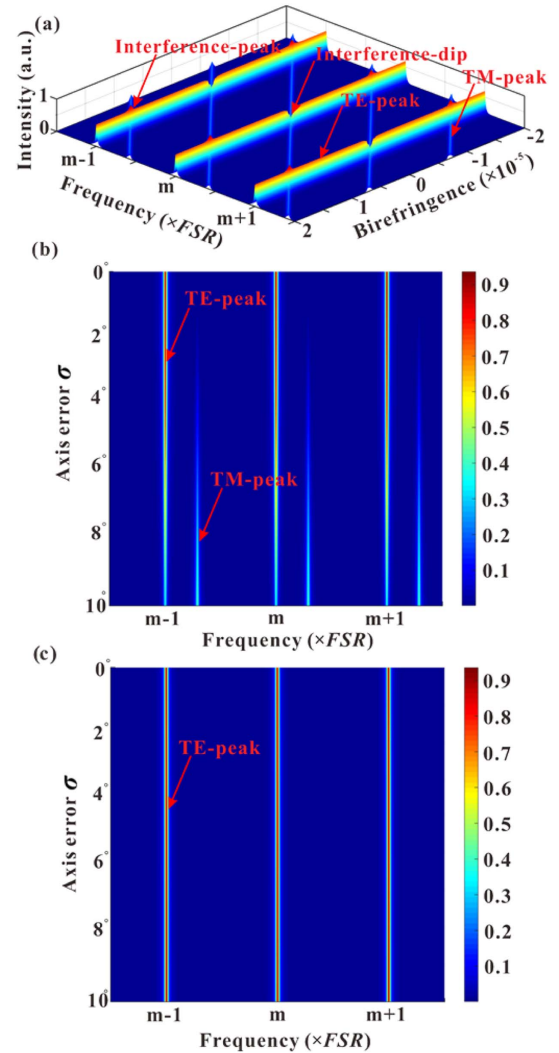 (a)
Interference-peak
Interference-dip
TM-peak
TE-peak
Intensity (a.u.)
1
0
m-1
m
m+1
Frequency (×FSR)
2
1
0
-1
-2
Birefringence (×10⁻⁵)
(b)
0°
2°
4°
6°
8°
10°
Axis error σ
TE-peak
TM-peak
m-1
m
m+1
Frequency (×FSR)
0.9
0.8
0.7
0.6
0.5
0.4
0.3
0.2
0.1
(c)
0°
2°
4°
6°
8°
10°
Axis error σ
TE-peak
m-1
m
m+1
Frequency (×FSR)
0.9
0.8
0.7
0.6
0.5
0.4
0.3
0.2
0.1